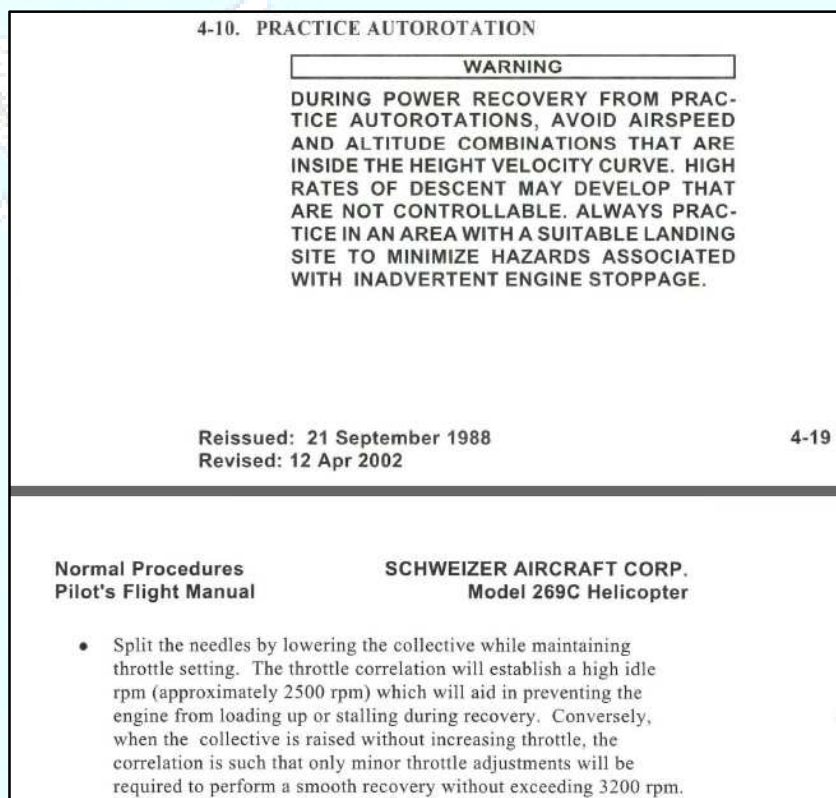 4-10. PRACTICE AUTOROTATION
WARNING
DURING POWER RECOVERY FROM PRAC-
TICE AUTOROTATIONS, AVOID AIRSPEED
AND ALTITUDE COMBINATIONS THAT ARE
INSIDE THE HEIGHT VELOCITY CURVE. HIGH
RATES OF DESCENT MAY DEVELOP THAT
ARE NOT CONTROLLABLE. ALWAYS PRAC-
TICE IN AN AREA WITH A SUITABLE LANDING
SITE TO MINIMIZE HAZARDS ASSOCIATED
WITH INADVERTENT ENGINE STOPPAGE.
Reissued: 21 September 1988 4-19
Revised: 12 Apr 2002
Normal Procedures SCHWEIZER AIRCRAFT CORP.
Pilot's Flight Manual Model 269C Helicopter
• Split the needles by lowering the collective while maintaining
throttle setting. The throttle correlation will establish a high idle
rpm (approximately 2500 rpm) which will aid in preventing the
engine from loading up or stalling during recovery. Conversely,
when the collective is raised without increasing throttle, the
correlation is such that only minor throttle adjustments will be
required to perform a smooth recovery without exceeding 3200 rpm.